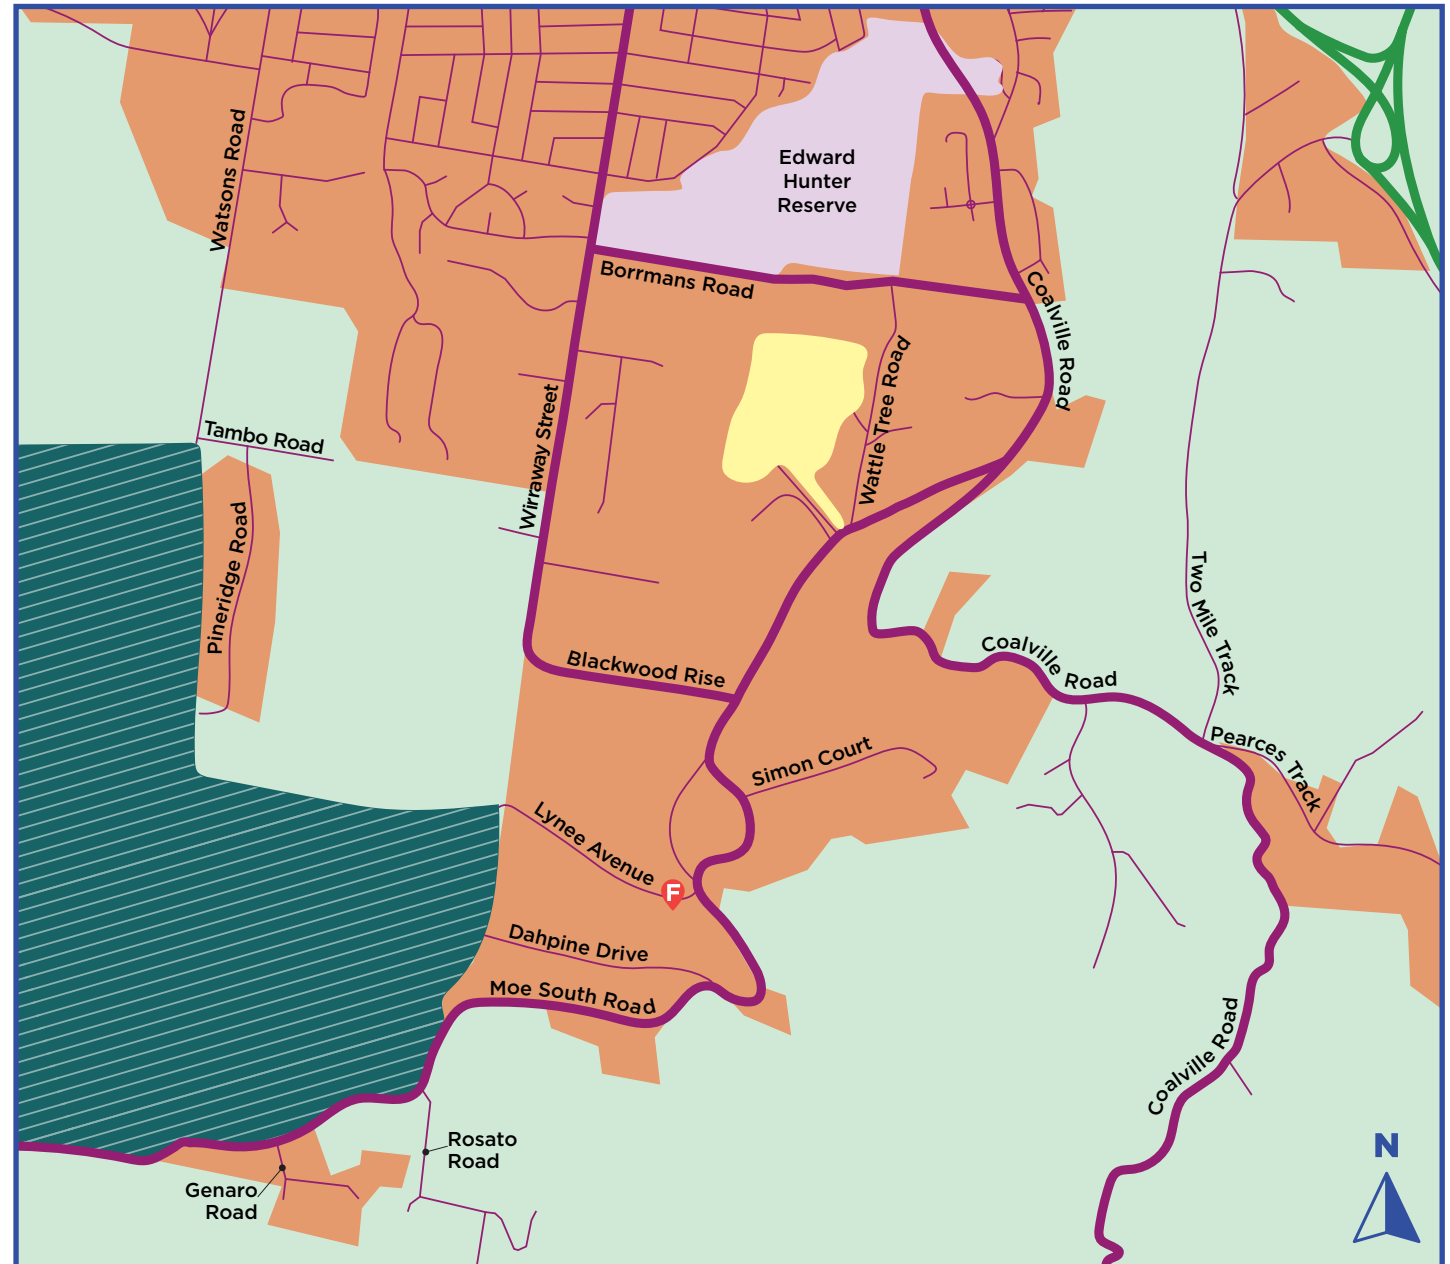 Watsons Road
Edward
Hunter
Reserve
Borrmans Road
Coalville Road
Wattle Tree Road
Wirraway Street
Tambo Road
Pineridge Road
Two Mile Track
Coalville Road
Blackwood Rise
Pearces Track
Simon Court
Lynee Avenue
F
Dahpine Drive
Moe South Road
Coalville Road
Rosato
Road
Genaro
Road
N